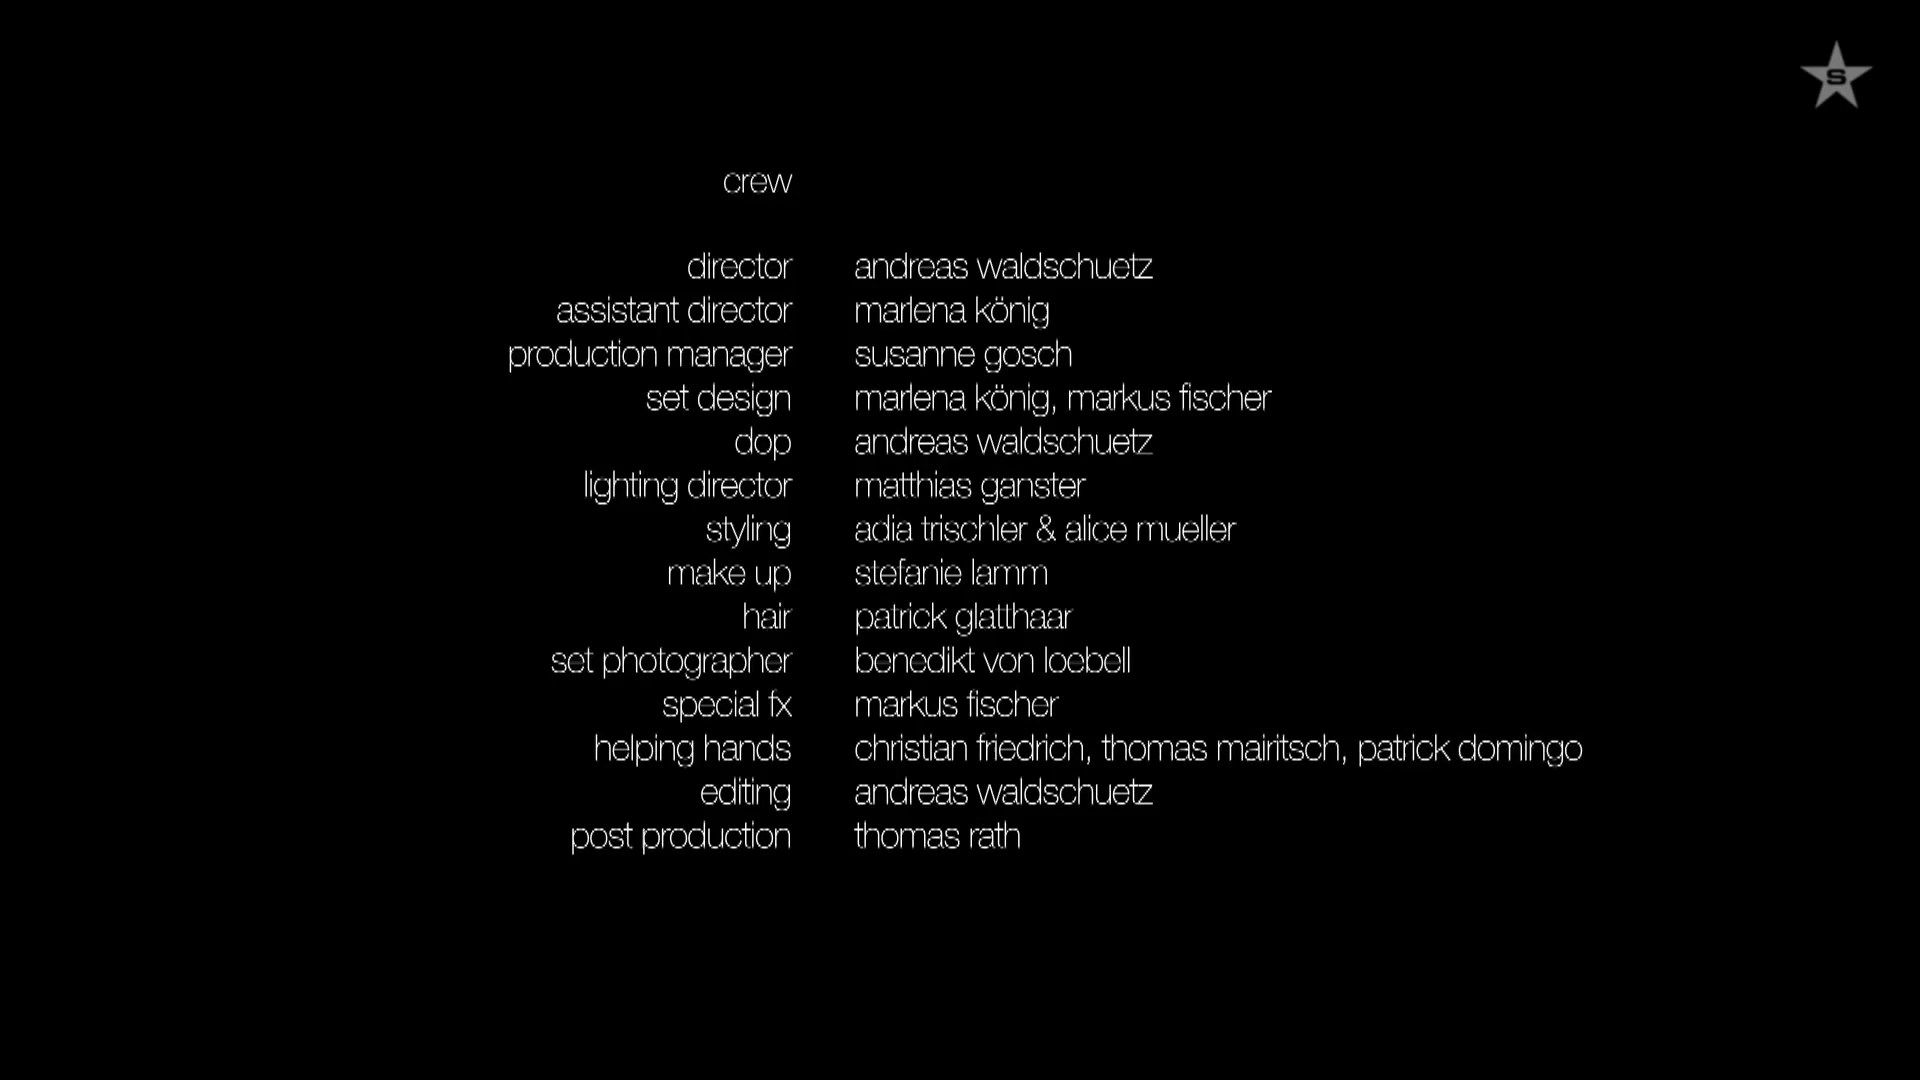 S
crew
director andreas waldschuetz
assistant director marlena könig
production manager susanne gosch
set design marlena könig, markus fischer
dop andreas waldschuetz
lighting director matthias ganster
styling adia trischler & alice mueller
make up stefanie lamm
hair patrick glatthaar
set photographer benedikt von loebell
special fx markus fischer
helping hands christian friedrich, thomas mairitsch, patrick domingo
editing andreas waldschuetz
post production thomas rath